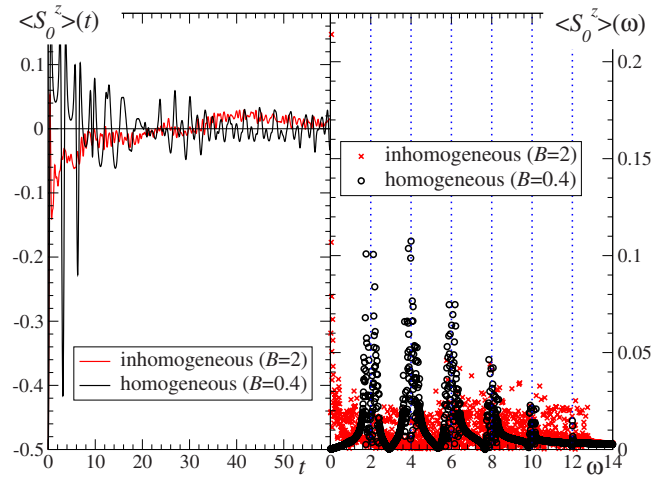 <S₀ᶻ>(t)
<S₀ᶻ>(ω)
0.1
0
-0.1
-0.2
-0.3
-0.4
-0.5
inhomogeneous (B=2)
homogeneous (B=0.4)
0 10 20 30 40 50
t
0.2
0.15
0.1
0.05
0
inhomogeneous (B=2)
homogeneous (B=0.4)
0 2 4 6 8 10 12 14
ω